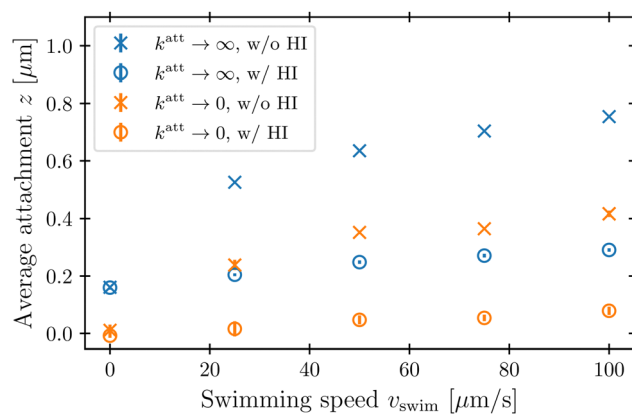 1.0
0.8
0.6
0.4
0.2
0.0
Average attachment z [μm]
k^att → ∞, w/o HI
k^att → ∞, w/ HI
k^att → 0, w/o HI
k^att → 0, w/ HI
0 20 40 60 80 100
Swimming speed v_swim [μm/s]